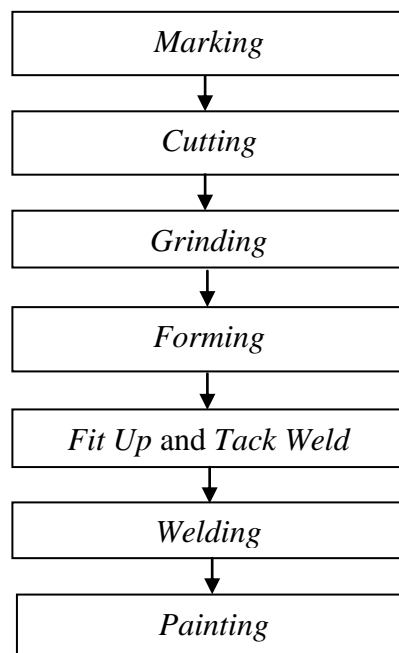 Marking
Cutting
Grinding
Forming
Fit Up and Tack Weld
Welding
Painting